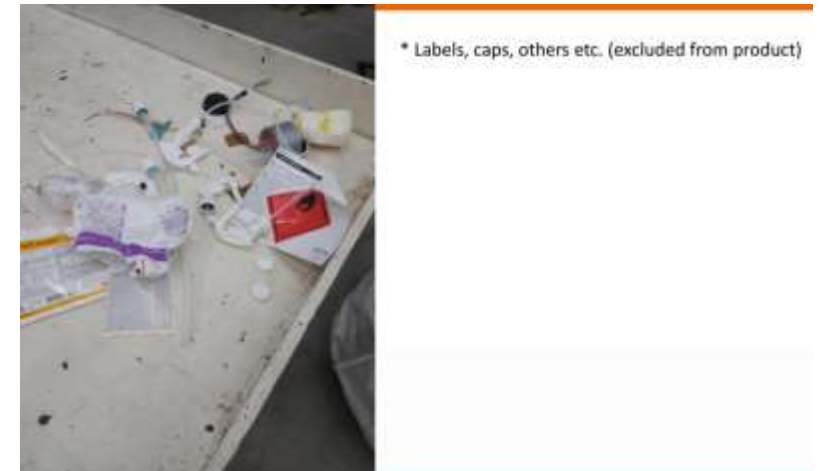 * Labels, caps, others etc. (excluded from product)